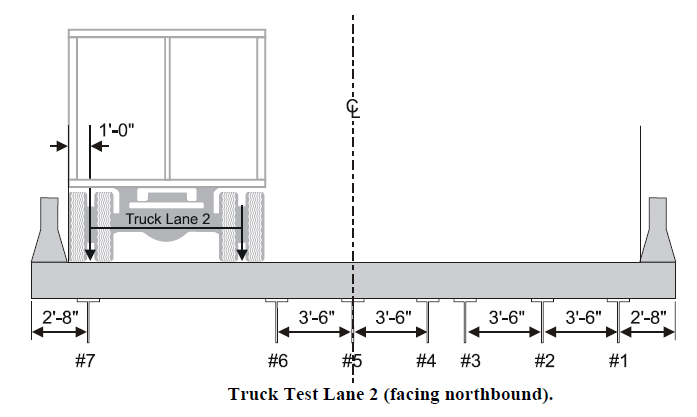 ℄
1'-0"
Truck Lane 2
2'-8" 3'-6" 3'-6" 3'-6" 3'-6" 2'-8"
#7 #6 #5 #4 #3 #2 #1
Truck Test Lane 2 (facing northbound).